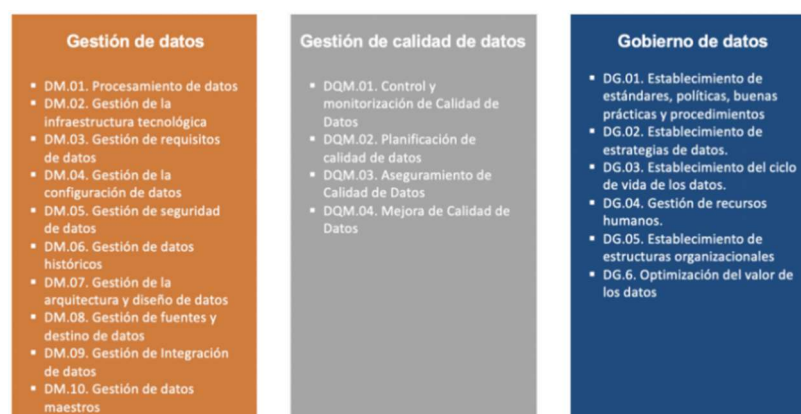 Gestión de datos
DM.01. Procesamiento de datos
DM.02. Gestión de la
infraestructura tecnológica
DM.03. Gestión de requisitos
de datos
DM.04. Gestión de la
configuración de datos
DM.05. Gestión de seguridad
de datos
DM.06. Gestión de datos
históricos
DM.07. Gestión de la
arquitectura y diseño de datos
DM.08. Gestión de fuentes y
destino de datos
DM.09. Gestión de Integración
de datos
DM.10. Gestión de datos
maestros
Gestión de calidad de datos
DQM.01. Control y
monitorización de Calidad de
Datos
DQM.02. Planificación de
calidad de datos
DQM.03. Aseguramiento de
Calidad de Datos
DQM.04. Mejora de Calidad de
Datos
Gobierno de datos
DG.01. Establecimiento de
estándares, políticas, buenas
prácticas y procedimientos
DG.02. Establecimiento de
estrategias de datos.
DG.03. Establecimiento del ciclo
de vida de los datos.
DG.04. Gestión de recursos
humanos.
DG.05. Establecimiento de
estructuras organizacionales
DG.6. Optimización del valor de
los datos